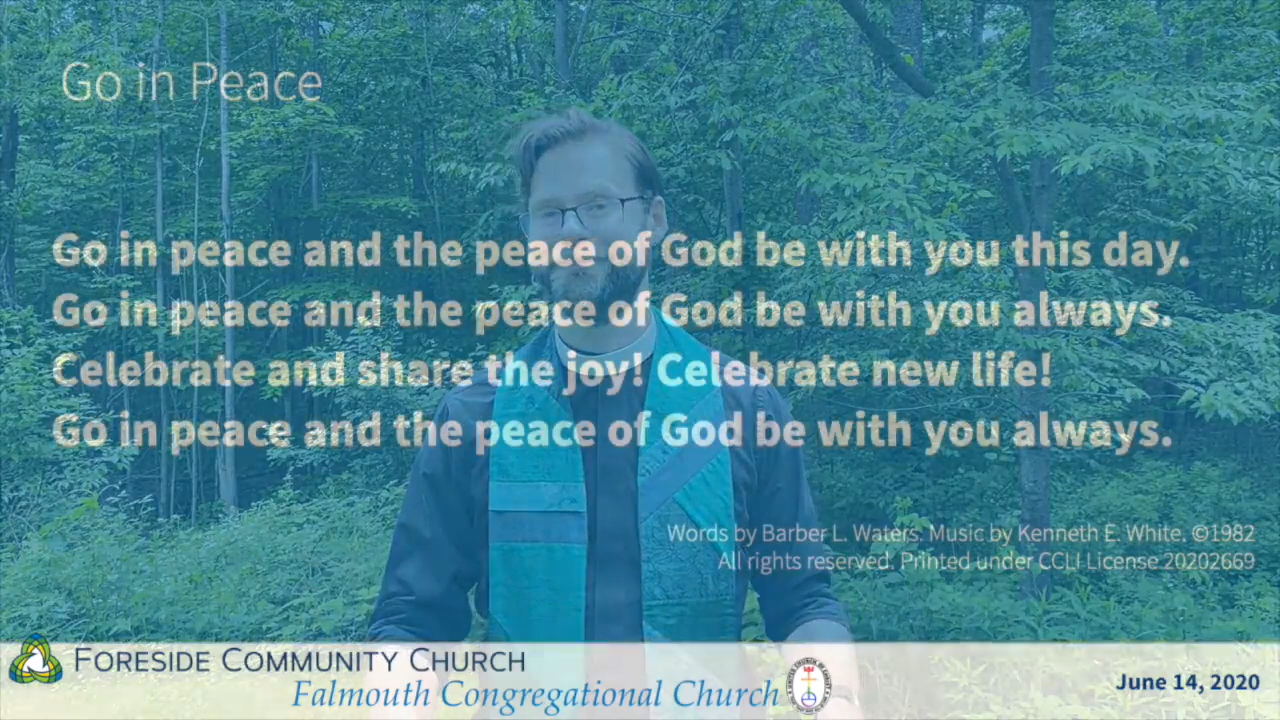 Go in Peace
Go in peace and the peace of God be with you this day.
Go in peace and the peace of God be with you always.
Celebrate and share the joy! Celebrate new life!
Go in peace and the peace of God be with you always.
Words by Barber L. Waters. Music by Kenneth E. White. ©1982
All rights reserved. Printed under CCLI License 20202669
FORESIDE COMMUNITY CHURCH
Falmouth Congregational Church
June 14, 2020